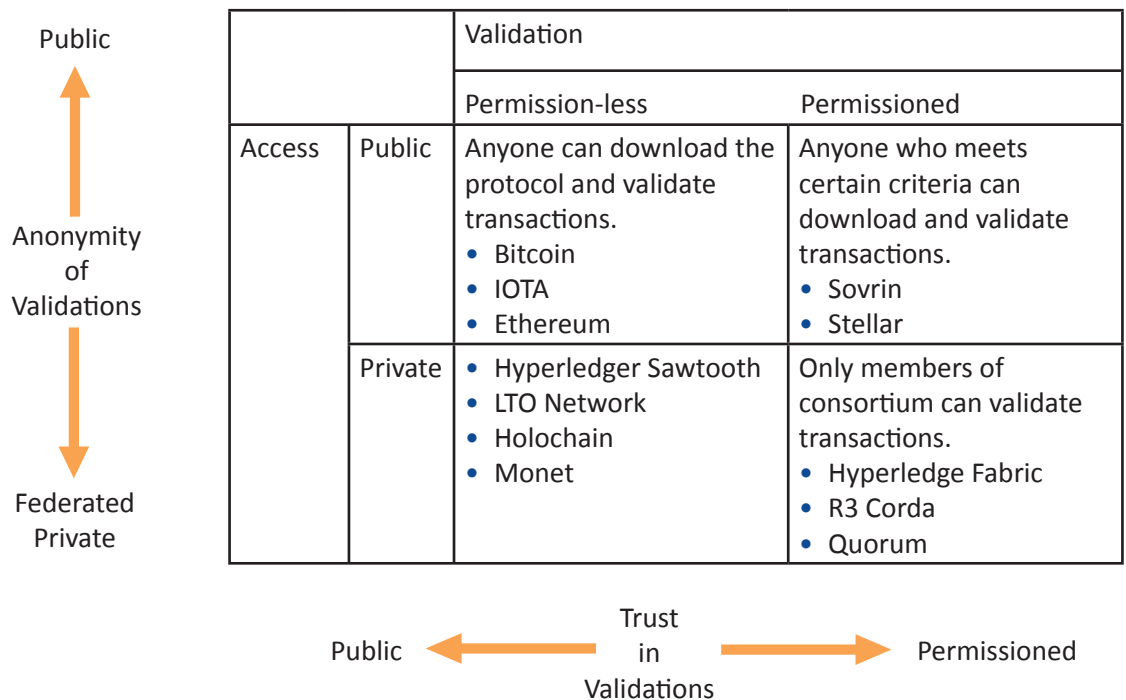 Public
Anonymity
of
Validations
Federated
Private
Validation
Permission-less
Permissioned
Access
Public
Anyone can download the
protocol and validate
transactions.
• Bitcoin
• IOTA
• Ethereum
Anyone who meets
certain criteria can
download and validate
transactions.
• Sovrin
• Stellar
Private
• Hyperledger Sawtooth
• LTO Network
• Holochain
• Monet
Only members of
consortium can validate
transactions.
• Hyperledge Fabric
• R3 Corda
• Quorum
Public
Trust
in
Validations
Permissioned